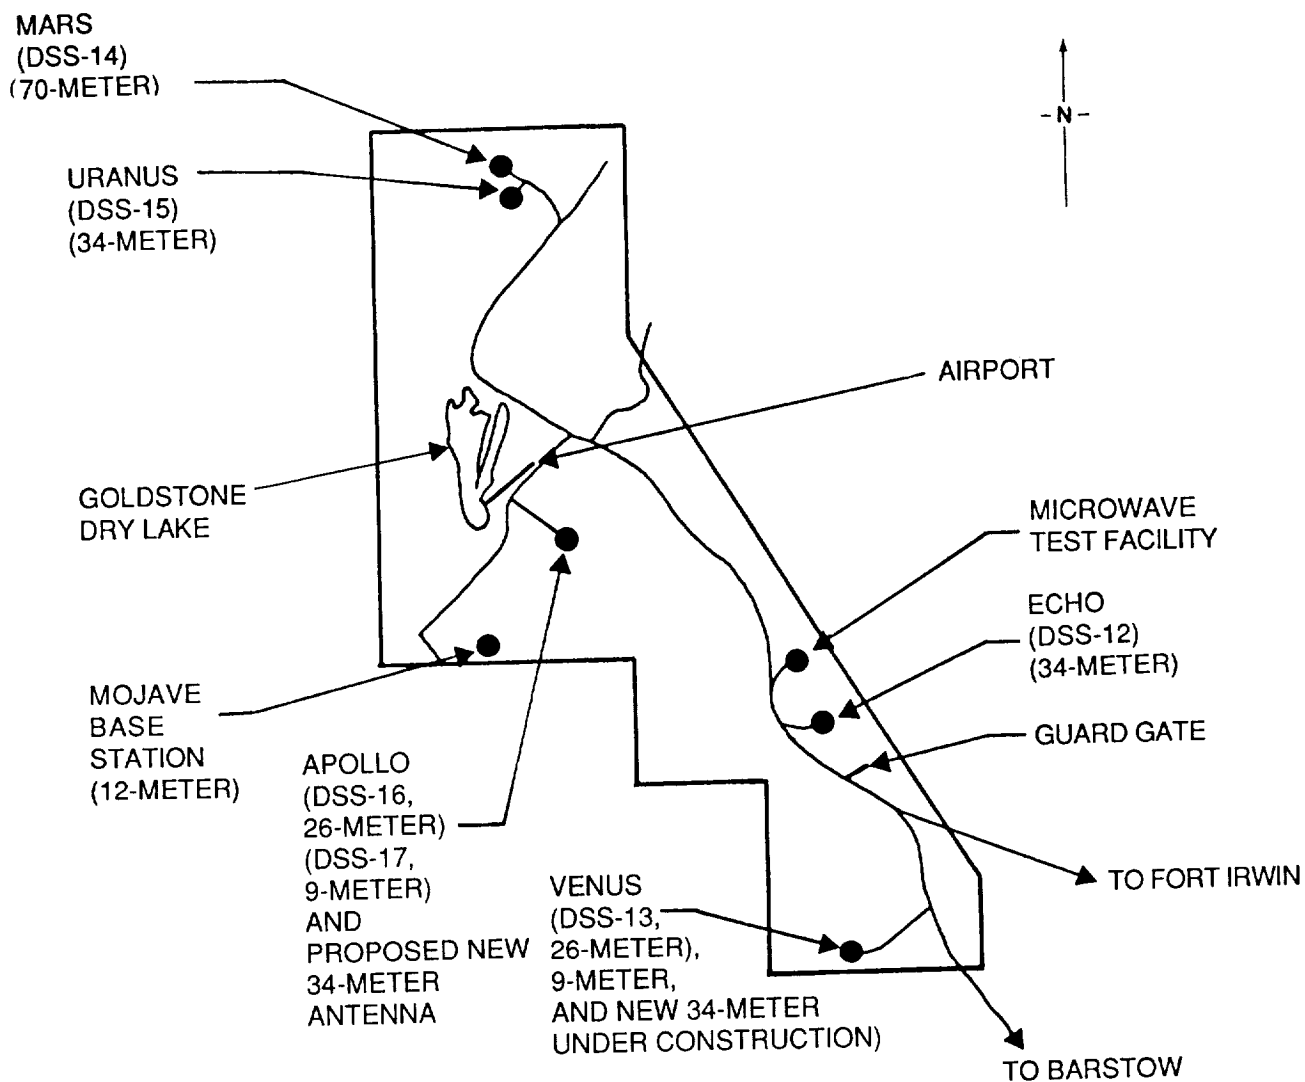 MARS
(DSS-14)
(70-METER)
-N-
URANUS
(DSS-15)
(34-METER)
AIRPORT
GOLDSTONE
DRY LAKE
MICROWAVE
TEST FACILITY
ECHO
(DSS-12)
(34-METER)
GUARD GATE
MOJAVE
BASE
STATION
(12-METER)
APOLLO
(DSS-16,
26-METER)
(DSS-17,
9-METER)
AND
PROPOSED NEW
34-METER
ANTENNA
VENUS
(DSS-13,
26-METER),
9-METER,
AND NEW 34-METER
UNDER CONSTRUCTION)
TO FORT IRWIN
TO BARSTOW